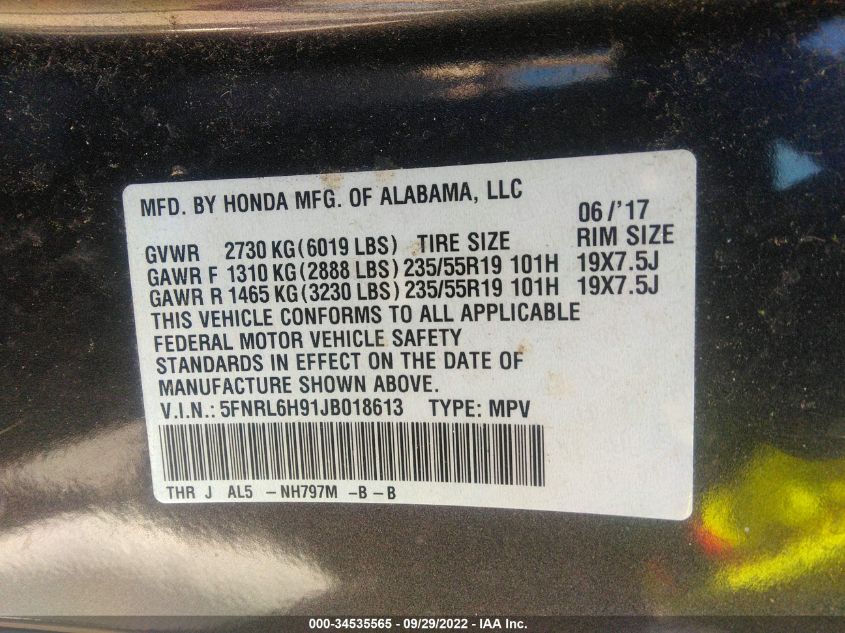 MFD. BY HONDA MFG. OF ALABAMA, LLC
06/'17
GVWR 2730 KG(6019 LBS) TIRE SIZE RIM SIZE
GAWR F 1310 KG(2888 LBS) 235/55R19 101H 19X7.5J
GAWR R 1465 KG(3230 LBS) 235/55R19 101H 19X7.5J
THIS VEHICLE CONFORMS TO ALL APPLICABLE
FEDERAL MOTOR VEHICLE SAFETY
STANDARDS IN EFFECT ON THE DATE OF
MANUFACTURE SHOWN ABOVE.
V.I.N.: 5FNRL6H91JB018613 TYPE: MPV
THR J AL5 -NH797M -B-B
000-34535565 - 09/29/2022 - IAA Inc.